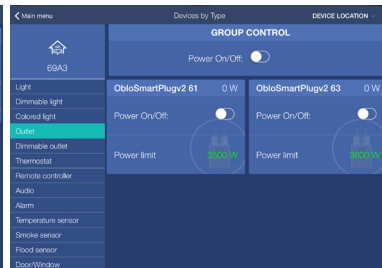 Main menu
Devices by Type
DEVICE LOCATION
GROUP CONTROL
Power On/Off:
69A3
Light
Dimmable light
Colored light
Outlet
Dimmable outlet
Thermostat
Remote controller
Audio
Alarm
Temperature sensor
Smoke sensor
Flood sensor
Door/Window
ObloSmartPlugv2 61 0 W
Power On/Off:
Power limit 3500 W
ObloSmartPlugv2 63 0 W
Power On/Off:
Power limit 3600 W